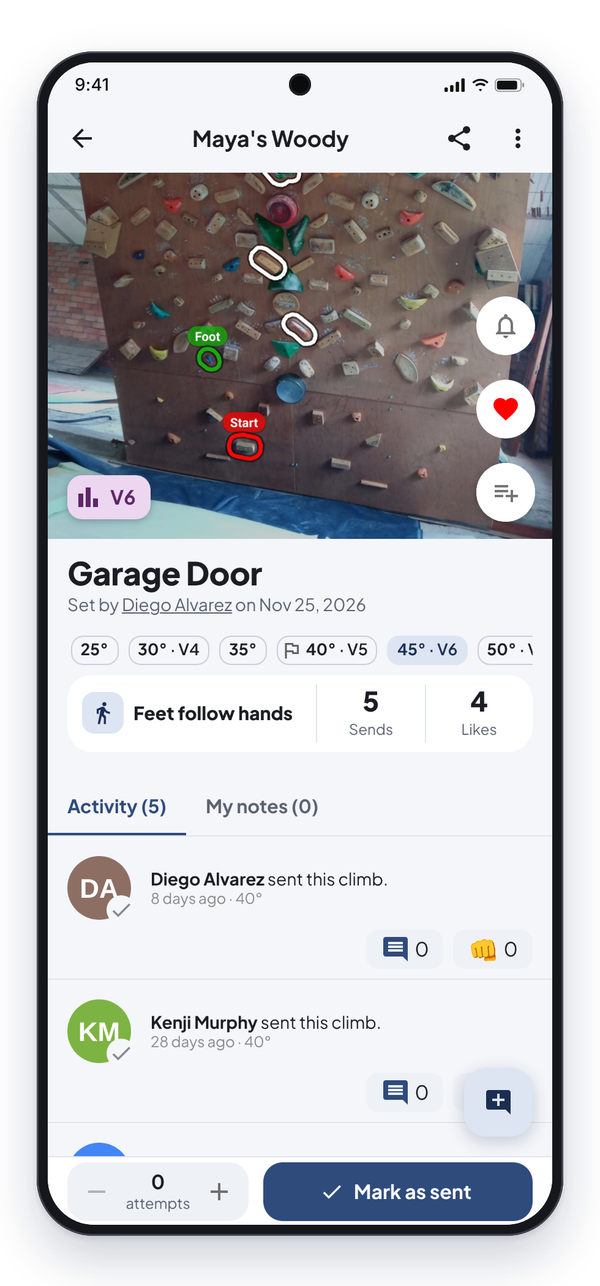 9:41
Maya's Woody
Foot
Start
V6
Garage Door
Set by Diego Alvarez on Nov 25, 2026
25° 30° · V4 35° 40° · V5 45° · V6 50° · V
Feet follow hands
5
Sends
4
Likes
Activity (5)
My notes (0)
DA
Diego Alvarez sent this climb.
8 days ago · 40°
0 0
KM
Kenji Murphy sent this climb.
28 days ago · 40°
0
0
attempts
Mark as sent